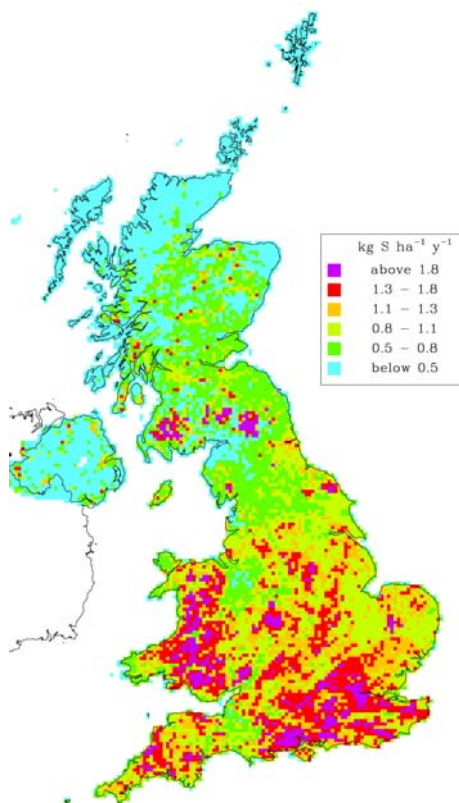 kg S ha⁻¹ y⁻¹
above 1.8
1.3 – 1.8
1.1 – 1.3
0.8 – 1.1
0.5 – 0.8
below 0.5